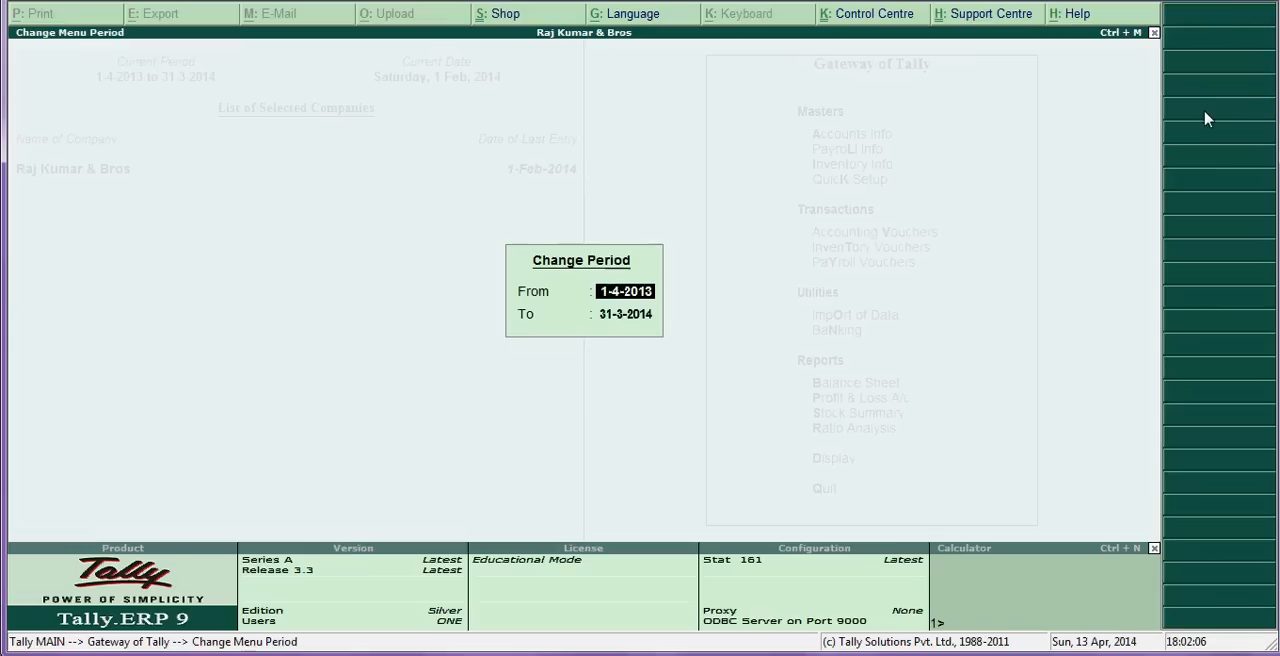 P: Print E: Export M: E-Mail O: Upload S: Shop G: Language K: Keyboard K: Control Centre H: Support Centre H: Help
Change Menu Period Raj Kumar & Bros Ctrl + M
Current Period Current Date
1-4-2013 to 31-3-2014 Saturday, 1 Feb, 2014
List of Selected Companies
Name of Company Date of Last Entry
Raj Kumar & Bros 1-Feb-2014
Gateway of Tally
Masters
Accounts Info
PayroLl Info
Inventory Info
QuicK Setup
Transactions
Accounting Vouchers
InvenTory Vouchers
PaYroll Vouchers
Utilities
ImpOrt of Data
BaNking
Reports
Balance Sheet
Profit & Loss A/c
Stock Summary
Ratio Analysis
Display
Quit
Change Period
From : 1-4-2013
To : 31-3-2014
Product Version License Configuration Calculator Ctrl + N
Tally
POWER OF SIMPLICITY
Tally.ERP 9
Series A Latest
Release 3.3 Latest
Edition Silver
Users ONE
Educational Mode
Stat 161 Latest
Proxy None
ODBC Server on Port 9000
1>
Tally MAIN --> Gateway of Tally --> Change Menu Period (c) Tally Solutions Pvt. Ltd., 1988-2011 Sun, 13 Apr, 2014 18:02:06